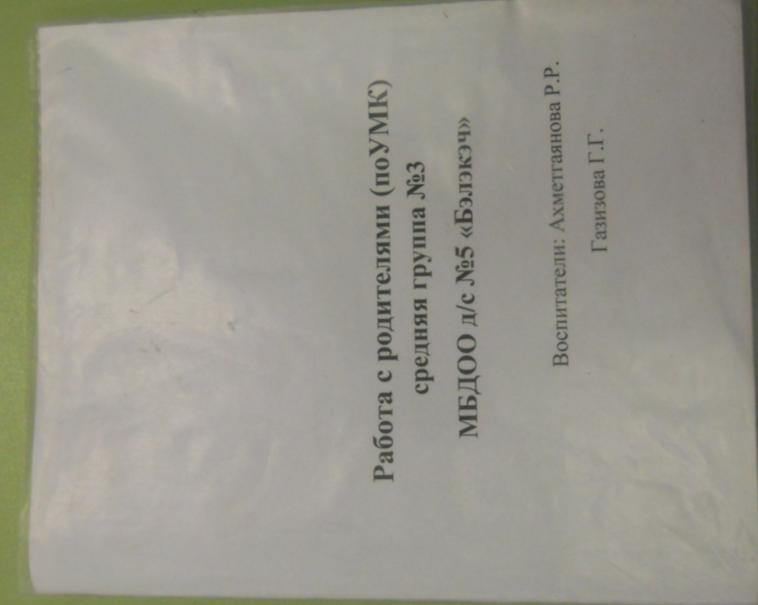 Работа с родителями (поУМК)
средняя группа №3
МБДОО д/с №5 «Бэлэкэч»
Воспитатели: Ахметгаянова Р.Р.
Газизова Г.Г.